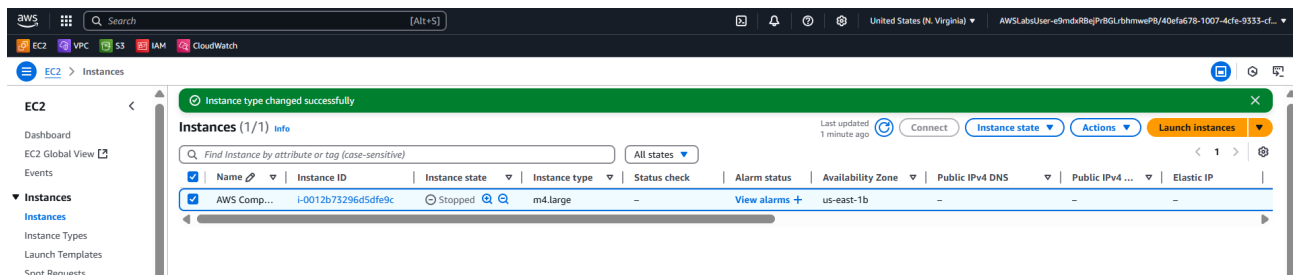 aws Search [Alt+S] United States (N. Virginia) ▼ AWSLabsUser-e9mdxRBejPrBGLrbhmwePB/40efa678-1007-4cfe-9333-cf... ▼
EC2 VPC S3 IAM CloudWatch
EC2 > Instances
EC2
Dashboard
EC2 Global View
Events
▼ Instances
Instances
Instance Types
Launch Templates
Spot Requests
Instance type changed successfully
Instances (1/1) Info
Last updated
1 minute ago
Connect Instance state ▼ Actions ▼ Launch instances ▼
Find Instance by attribute or tag (case-sensitive) All states ▼ < 1 >
Name Instance ID Instance state Instance type Status check Alarm status Availability Zone Public IPv4 DNS Public IPv4 ... Elastic IP
AWS Comp... i-0012b73296d5dfe9c Stopped m4.large – View alarms + us-east-1b – – –